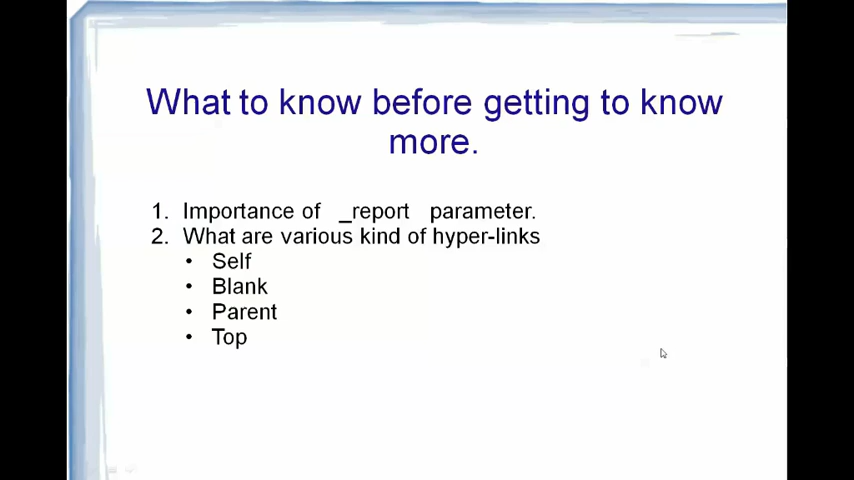 What to know before getting to know
more.
1. Importance of _report parameter.
2. What are various kind of hyper-links
• Self
• Blank
• Parent
• Top